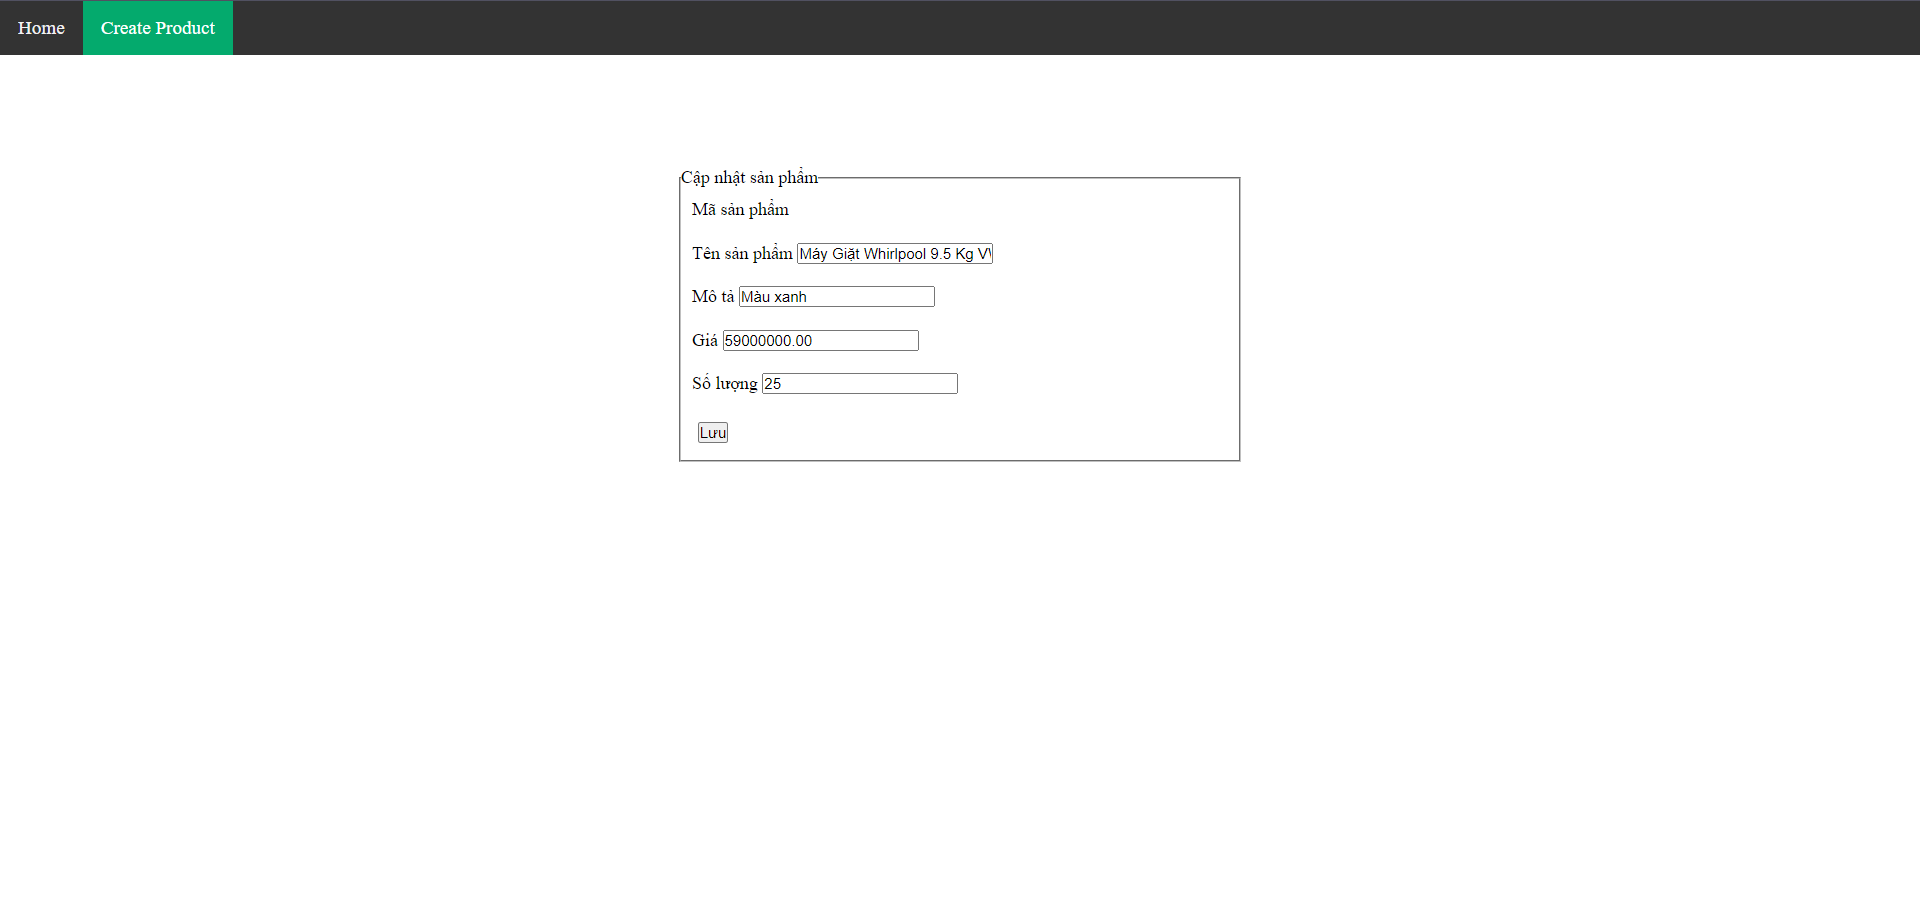 Home Create Product
Cập nhật sản phẩm
Mã sản phẩm
Tên sản phẩm Máy Giặt Whirlpool 9.5 Kg
Mô tả Màu xanh
Giá 59000000.00
Số lượng 25
Lưu